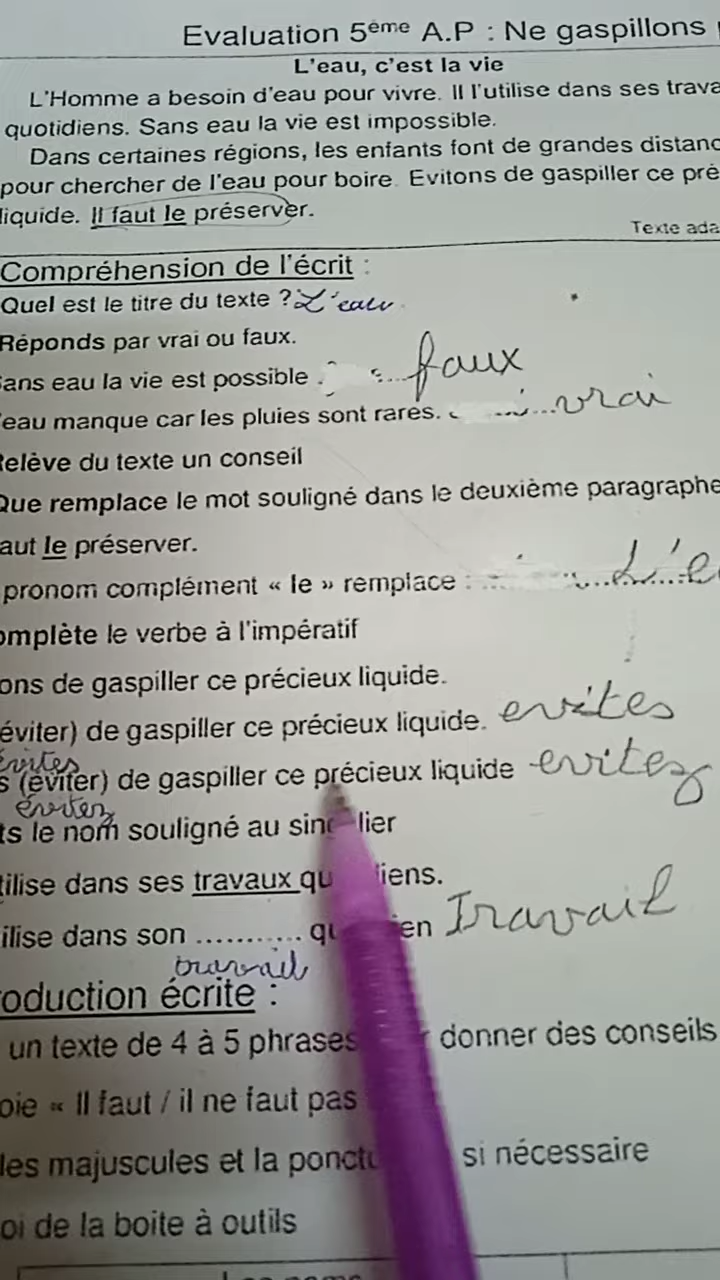 Evaluation 5ème A.P : Ne gaspillons
L'eau, c'est la vie
L'Homme a besoin d'eau pour vivre. Il l'utilise dans ses trava
quotidiens. Sans eau la vie est impossible.
Dans certaines régions, les enfants font de grandes distanc
pour chercher de l'eau pour boire. Evitons de gaspiller ce pré
liquide. Il faut le préserver.
Texte ada
Compréhension de l'écrit :
Quel est le titre du texte ? L'eau
Réponds par vrai ou faux.
ans eau la vie est possible ... faux
eau manque car les pluies sont rares. ... vrai
Relève du texte un conseil
Que remplace le mot souligné dans le deuxième paragraphe
aut le préserver.
pronom complément « le » remplace : ... L'e
omplète le verbe à l'impératif
ons de gaspiller ce précieux liquide.
éviter) de gaspiller ce précieux liquide. evites
evites
s (éviter) de gaspiller ce précieux liquide evitez
évitez
ts le nom souligné au sin lier
tilise dans ses travaux qu iens.
ilise dans son ........... qu en Travail
travail
roduction écrite :
un texte de 4 à 5 phrases donner des conseils
oie « Il faut / il ne faut pas
les majuscules et la ponctu si nécessaire
oi de la boite à outils